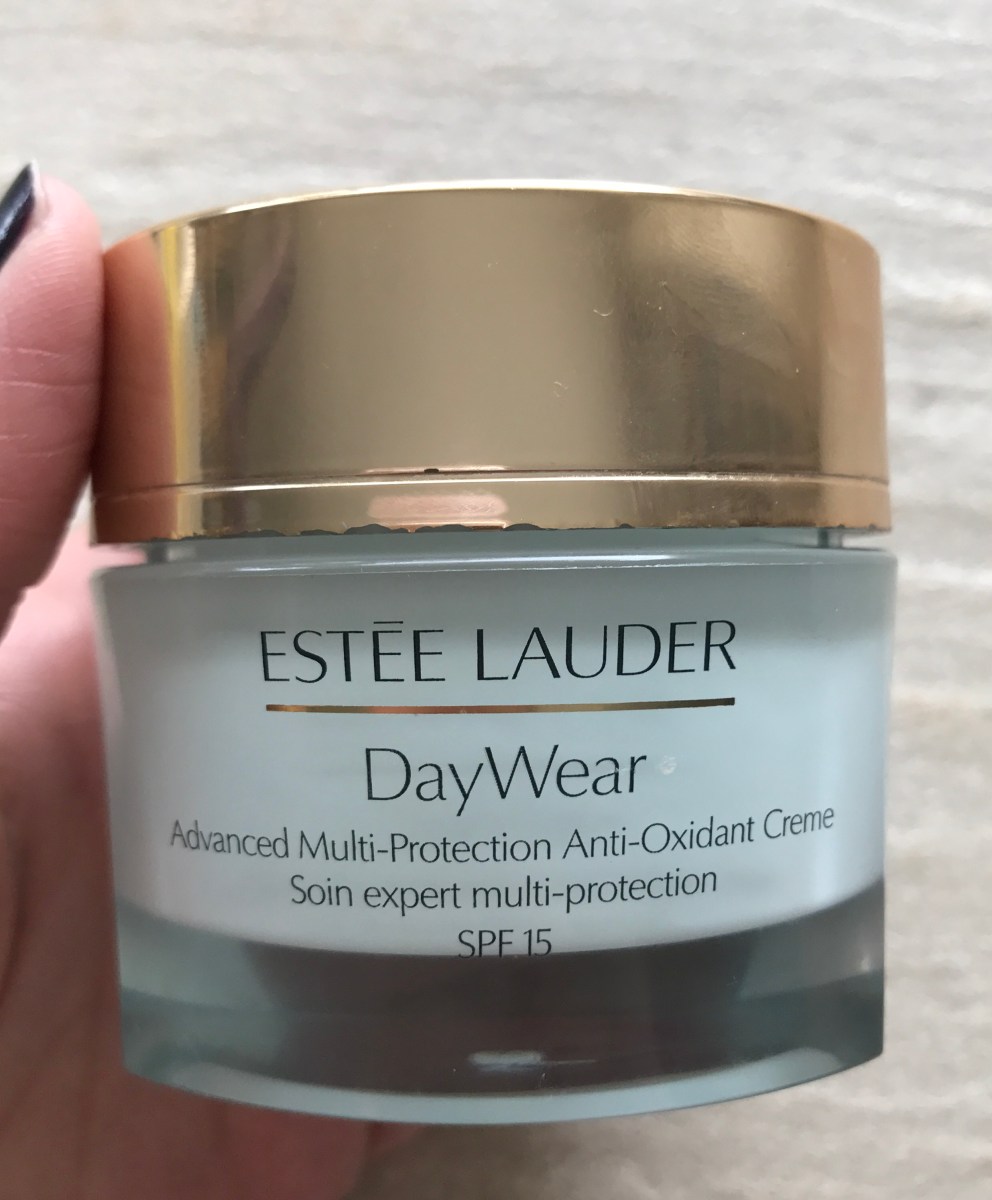 ESTĒE LAUDER
DayWear
Advanced Multi-Protection Anti-Oxidant Creme
Soin expert multi-protection
SPF 15